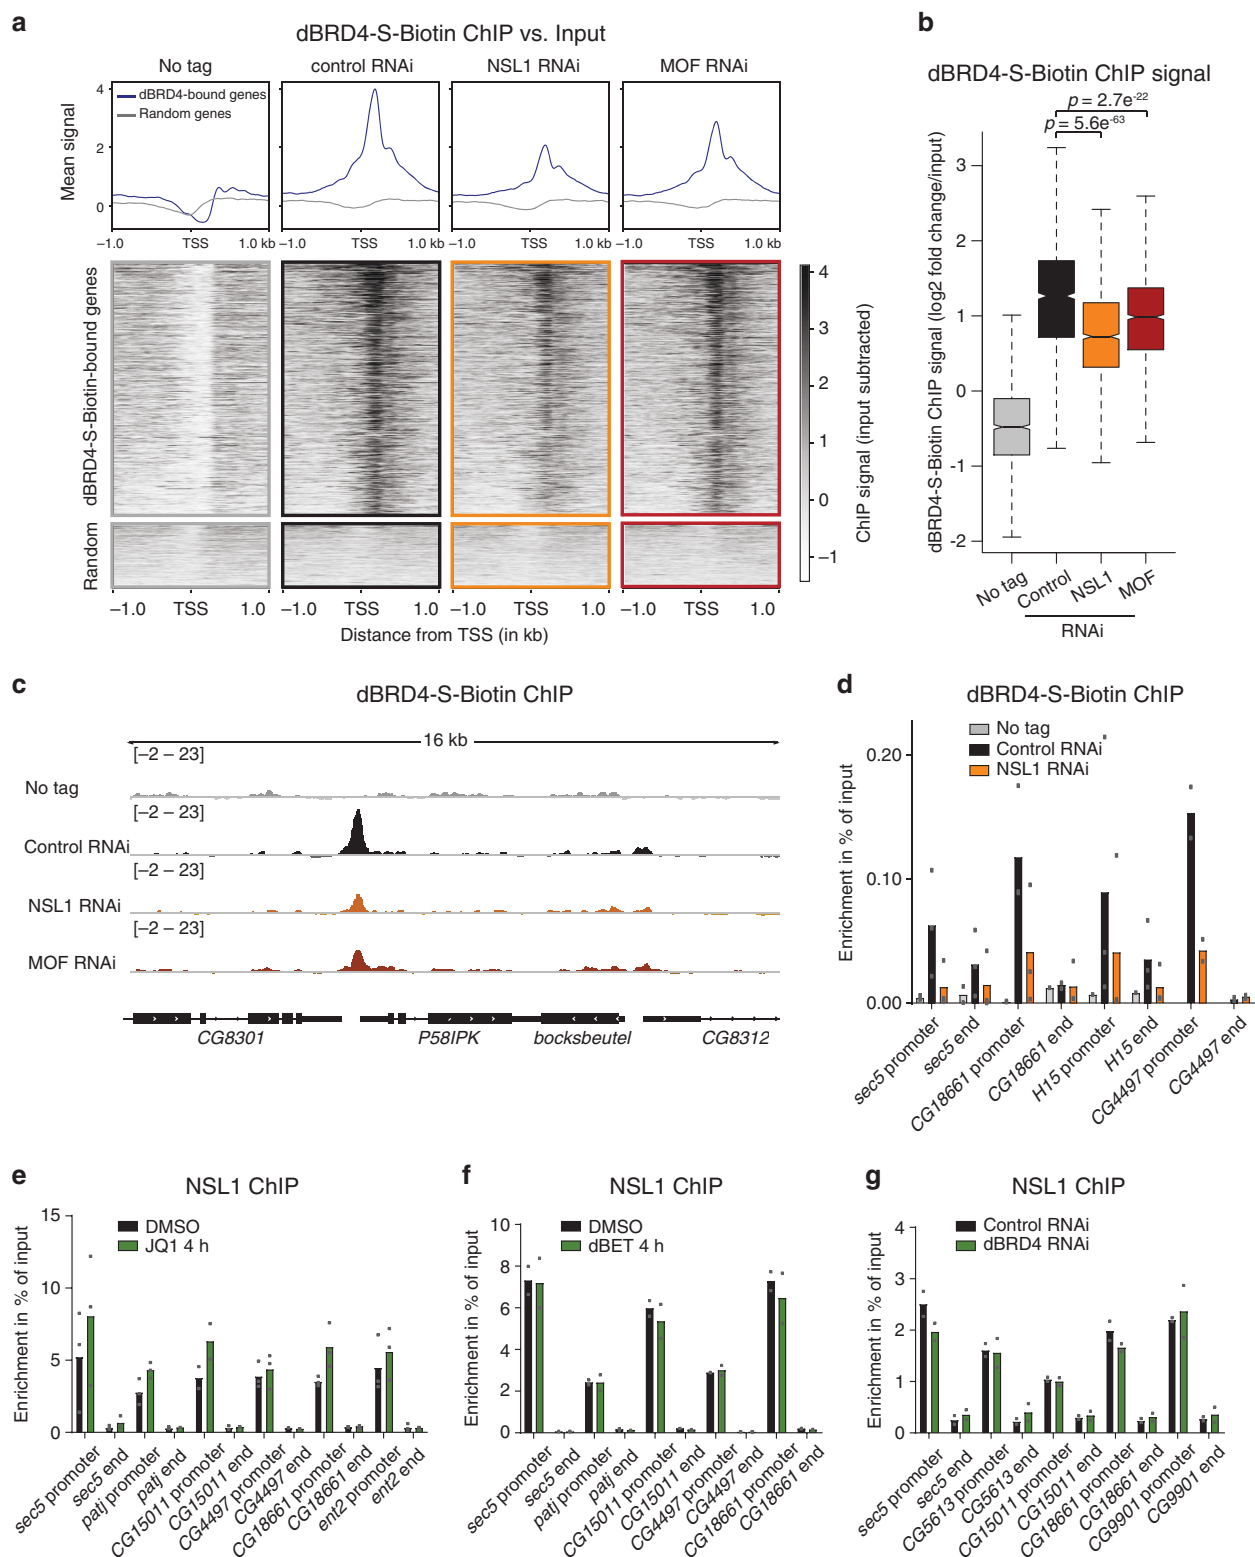 a
dBRD4-S-Biotin ChIP vs. Input
No tag
control RNAi
NSL1 RNAi
MOF RNAi
Mean signal
4
2
0
dBRD4-bound genes
Random genes
−1.0 TSS 1.0 kb
−1.0 TSS 1.0 kb
−1.0 TSS 1.0 kb
−1.0 TSS 1.0 kb
dBRD4-S-Biotin-bound genes
Random
−1.0 TSS 1.0
−1.0 TSS 1.0
−1.0 TSS 1.0
−1.0 TSS 1.0
Distance from TSS (in kb)
4
3
2
1
0
−1
ChIP signal (input subtracted)
b
dBRD4-S-Biotin ChIP signal
p = 2.7e-22
p = 5.6e-63
dBRD4-S-Biotin ChIP signal (log2 fold change/input)
3
2
1
0
-1
-2
No tag
Control
NSL1
MOF
RNAi
c
dBRD4-S-Biotin ChIP
16 kb
[−2 – 23]
No tag
[−2 – 23]
Control RNAi
[−2 – 23]
NSL1 RNAi
[−2 – 23]
MOF RNAi
CG8301
P58IPK
bocksbeutel
CG8312
d
dBRD4-S-Biotin ChIP
No tag
Control RNAi
NSL1 RNAi
Enrichment in % of input
0.20
0.10
0.00
sec5 promoter
sec5 end
CG18661 promoter
CG18661 end
H15 promoter
H15 end
CG4497 promoter
CG4497 end
e
NSL1 ChIP
DMSO
JQ1 4 h
Enrichment in % of input
15
10
5
0
sec5 promoter
sec5 end
patj promoter
patj end
CG15011 promoter
CG15011 end
CG4497 promoter
CG4497 end
CG18661 promoter
CG18661 end
ent2 promoter
ent2 end
f
NSL1 ChIP
DMSO
dBET 4 h
Enrichment in % of input
10
8
6
4
2
0
sec5 promoter
sec5 end
patj promoter
patj end
CG15011 promoter
CG15011 end
CG4497 promoter
CG4497 end
CG18661 promoter
CG18661 end
g
NSL1 ChIP
Control RNAi
dBRD4 RNAi
Enrichment in % of input
4
3
2
1
0
sec5 promoter
sec5 end
CG5613 promoter
CG5613 end
CG15011 promoter
CG15011 end
CG18661 promoter
CG18661 end
CG9901 promoter
CG9901 end